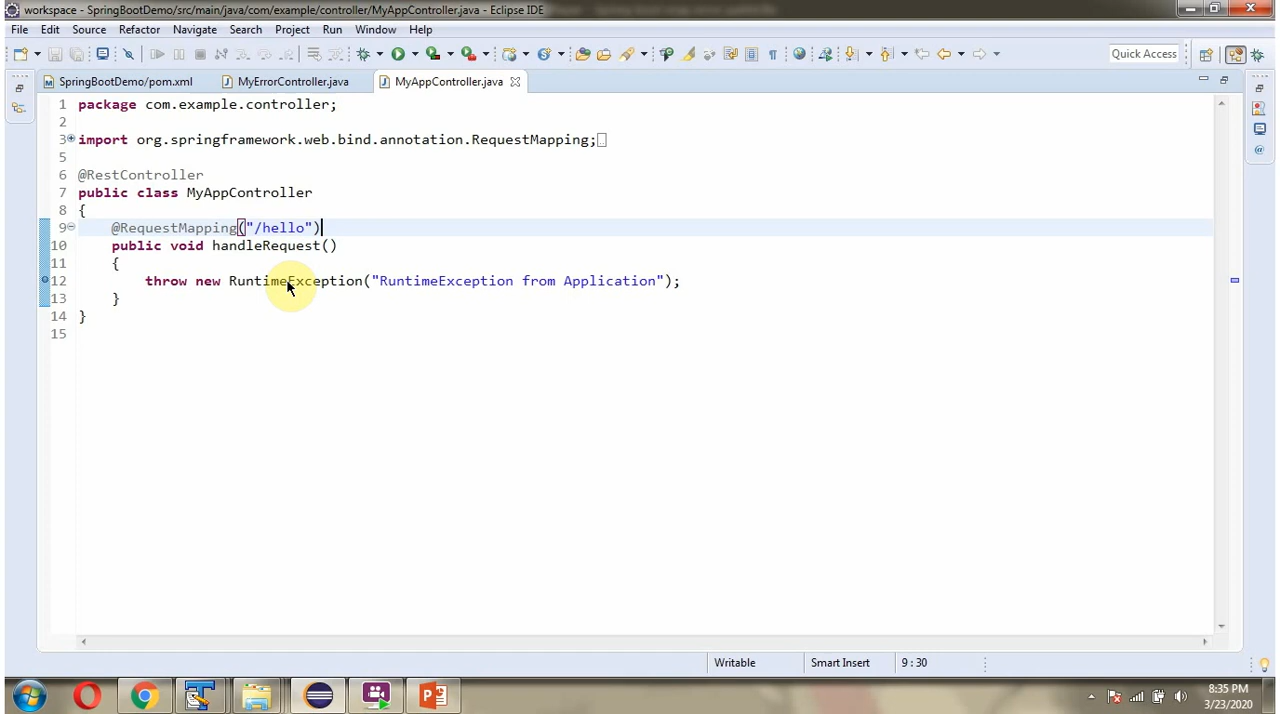 workspace - SpringBootDemo/src/main/java/com/example/controller/MyAppController.java - Eclipse IDE
File Edit Source Refactor Navigate Search Project Run Window Help
Quick Access
SpringBootDemo/pom.xml MyErrorController.java MyAppController.java
1 package com.example.controller;
2
3 import org.springframework.web.bind.annotation.RequestMapping;
5
6 @RestController
7 public class MyAppController
8 {
9 @RequestMapping("/hello")
10 public void handleRequest()
11 {
12 throw new RuntimeException("RuntimeException from Application");
13 }
14 }
15
Writable Smart Insert 9 : 30
8:35 PM
3/23/2020